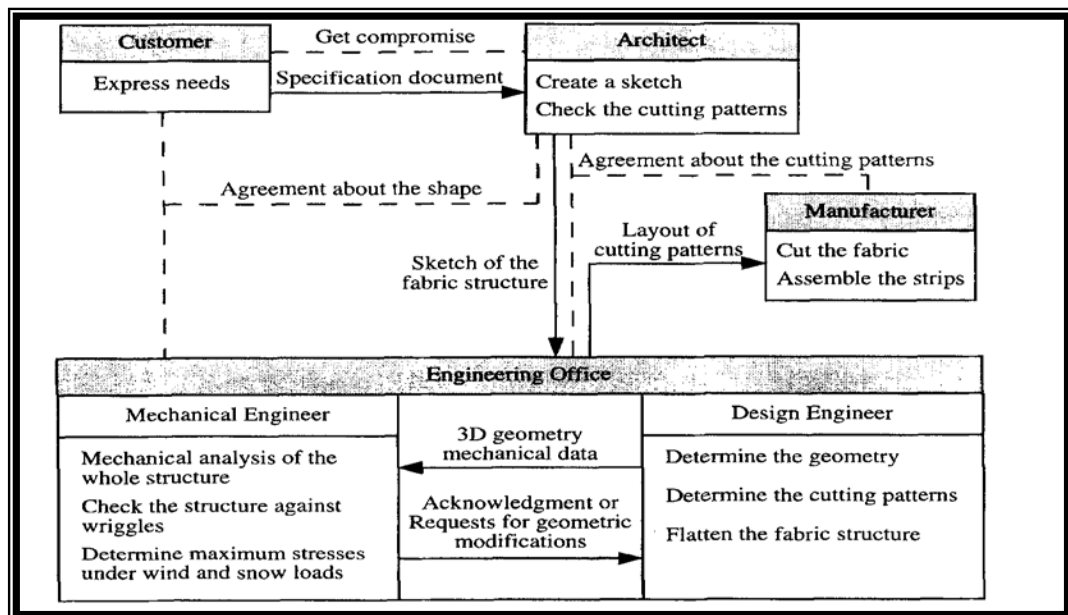 Customer
Express needs
Get compromise
Specification document
Architect
Create a sketch
Check the cutting patterns
Agreement about the shape
Agreement about the cutting patterns
Sketch of the
fabric structure
Layout of
cutting patterns
Manufacturer
Cut the fabric
Assemble the strips
Engineering Office
Mechanical Engineer
Mechanical analysis of the
whole structure
Check the structure against
wriggles
Determine maximum stresses
under wind and snow loads
3D geometry
mechanical data
Acknowledgment or
Requests for geometric
modifications
Design Engineer
Determine the geometry
Determine the cutting patterns
Flatten the fabric structure